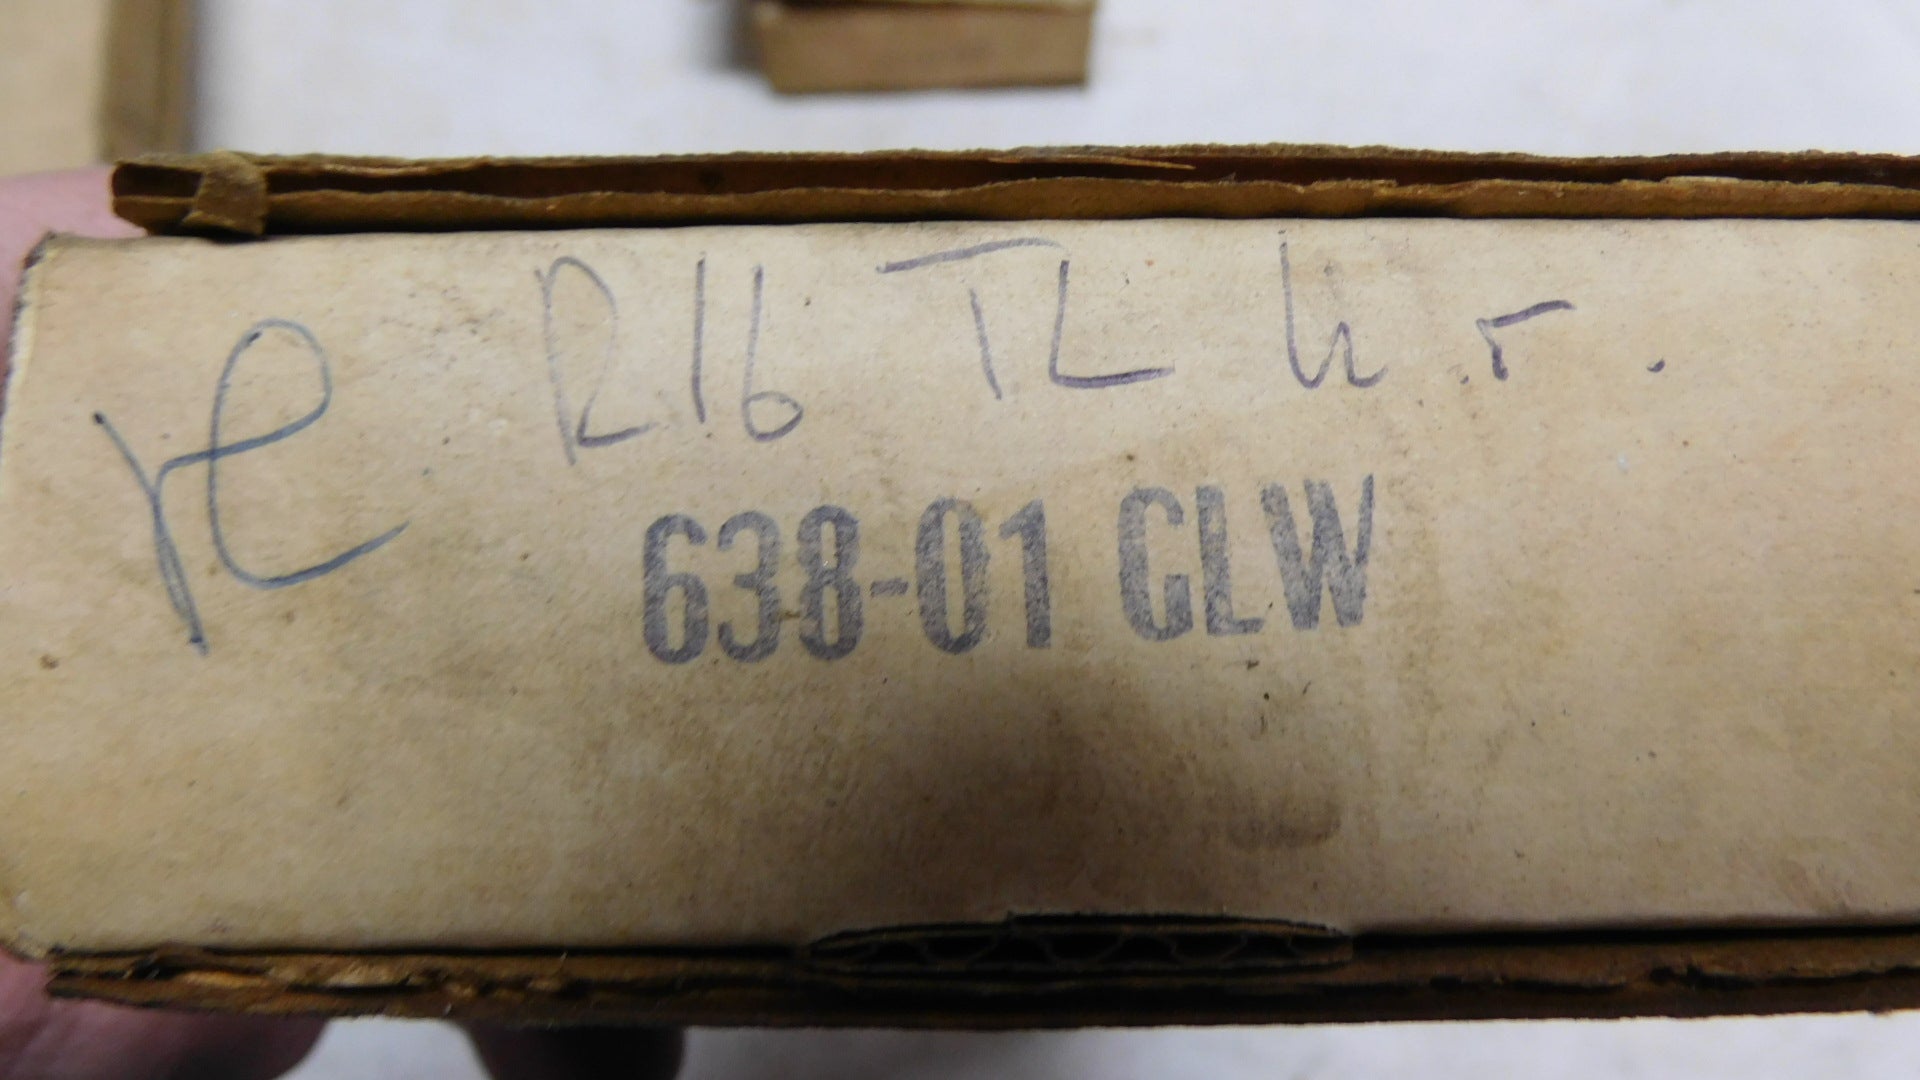 R16 TL h.r.
638-01 GLW